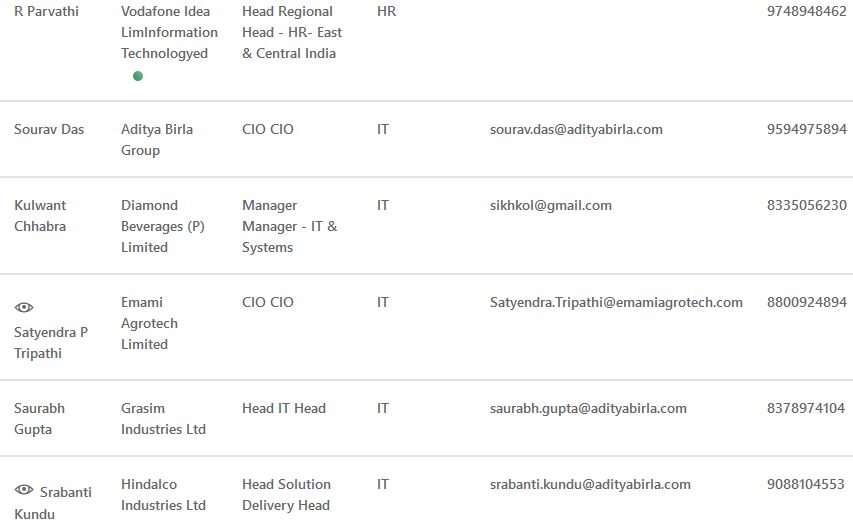 R Parvathi
Vodafone Idea LimInformation Technologyed
Head Regional Head - HR- East & Central India
HR
9748948462
Sourav Das
Aditya Birla Group
CIO CIO
IT
sourav.das@adityabirla.com
9594975894
Kulwant Chhabra
Diamond Beverages (P) Limited
Manager Manager - IT & Systems
IT
sikhkol@gmail.com
8335056230
Satyendra P Tripathi
Emami Agrotech Limited
CIO CIO
IT
Satyendra.Tripathi@emamiagrotech.com
8800924894
Saurabh Gupta
Grasim Industries Ltd
Head IT Head
IT
saurabh.gupta@adityabirla.com
8378974104
Srabanti Kundu
Hindalco Industries Ltd
Head Solution Delivery Head
IT
srabanti.kundu@adityabirla.com
9088104553